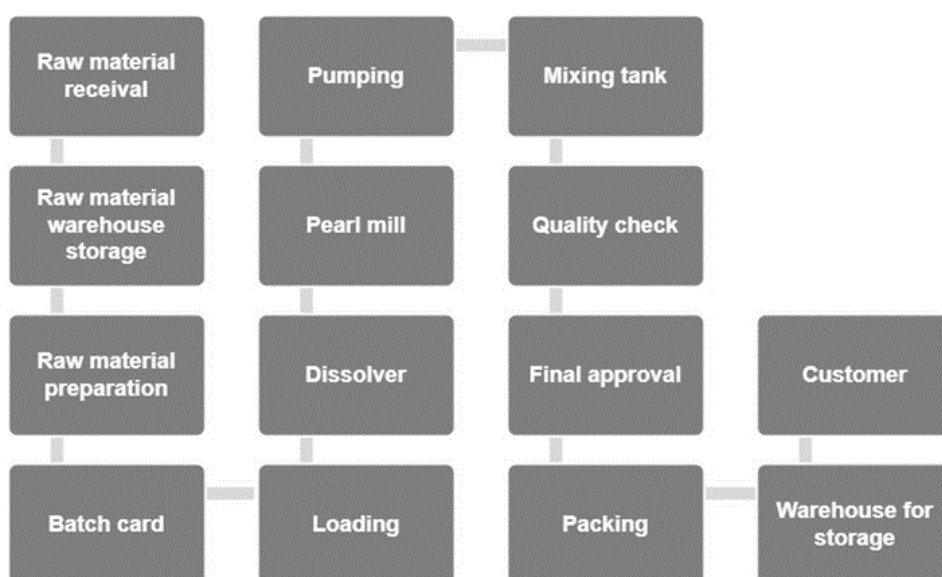 Raw material
receival
Raw material
warehouse
storage
Raw material
preparation
Batch card
Loading
Dissolver
Pearl mill
Pumping
Mixing tank
Quality check
Final approval
Packing
Warehouse for
storage
Customer